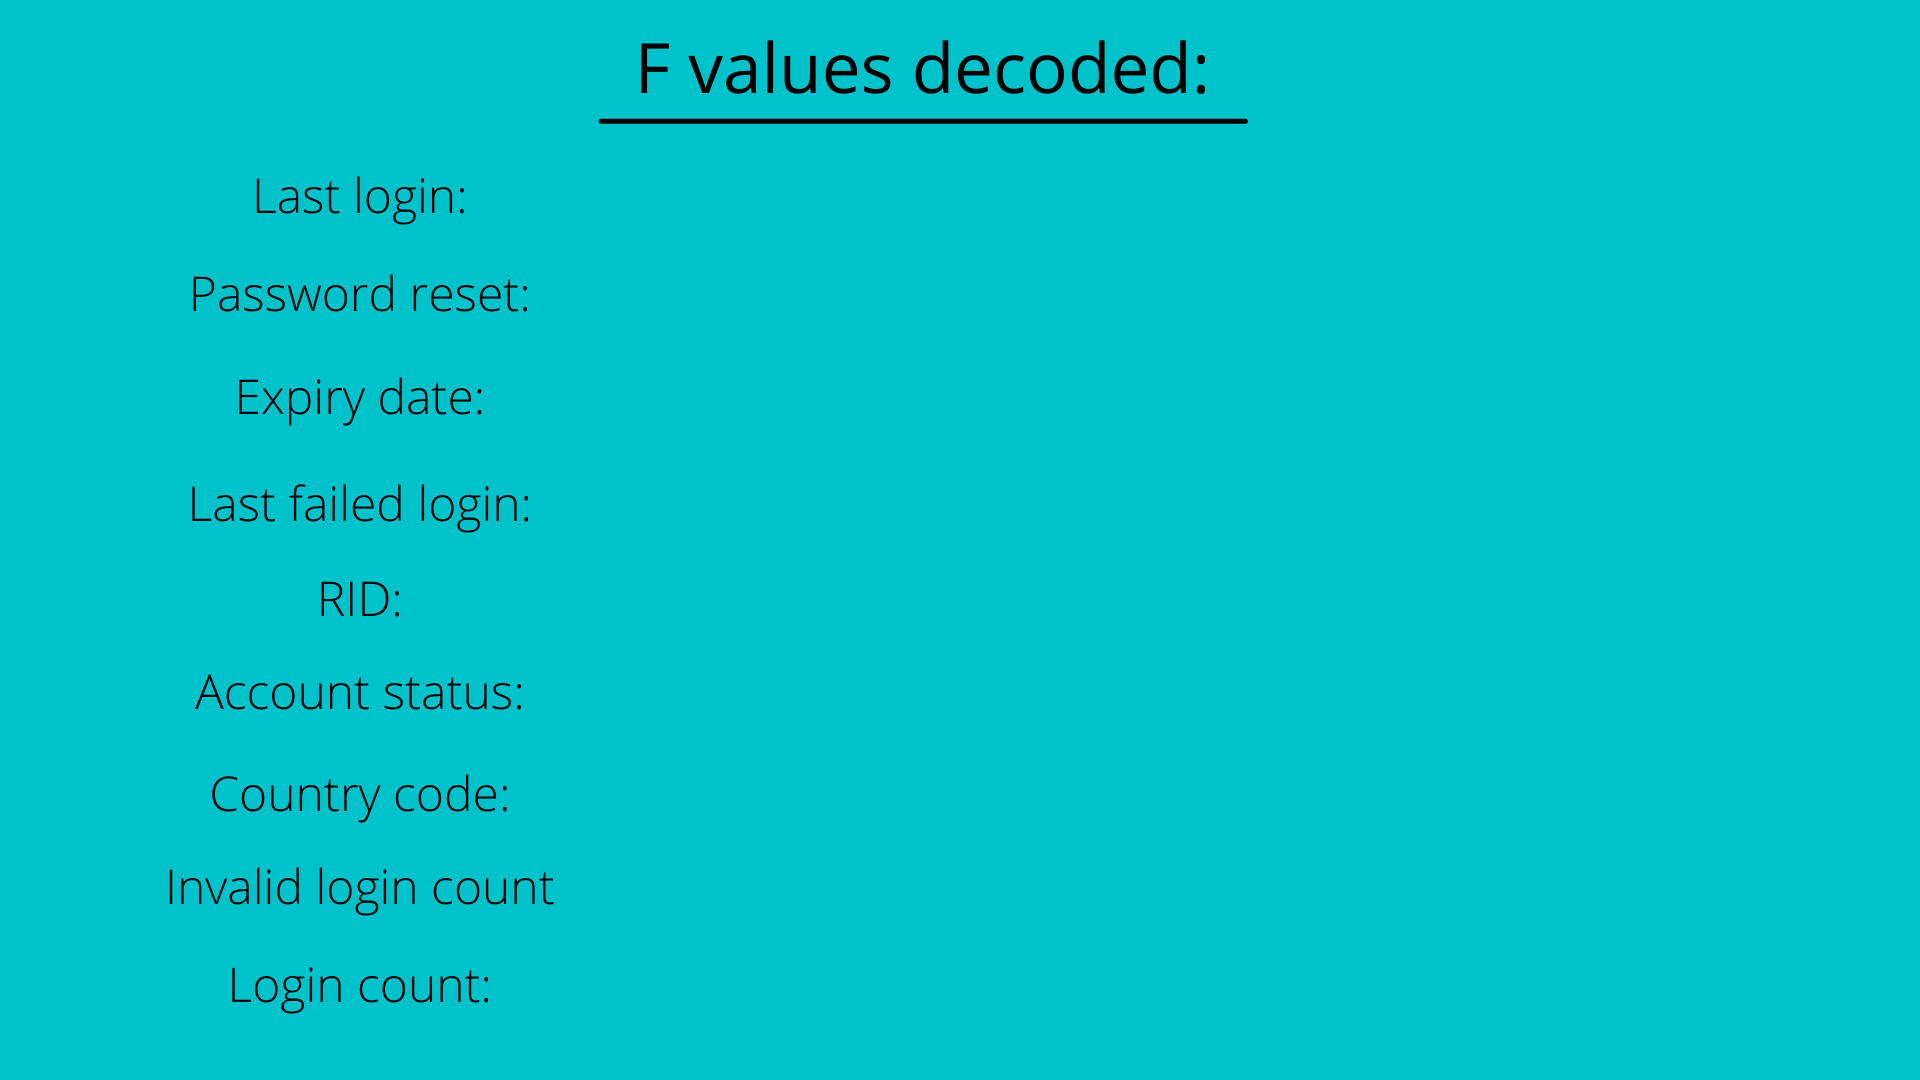 F values decoded:
Last login:
Password reset:
Expiry date:
Last failed login:
RID:
Account status:
Country code:
Invalid login count
Login count: